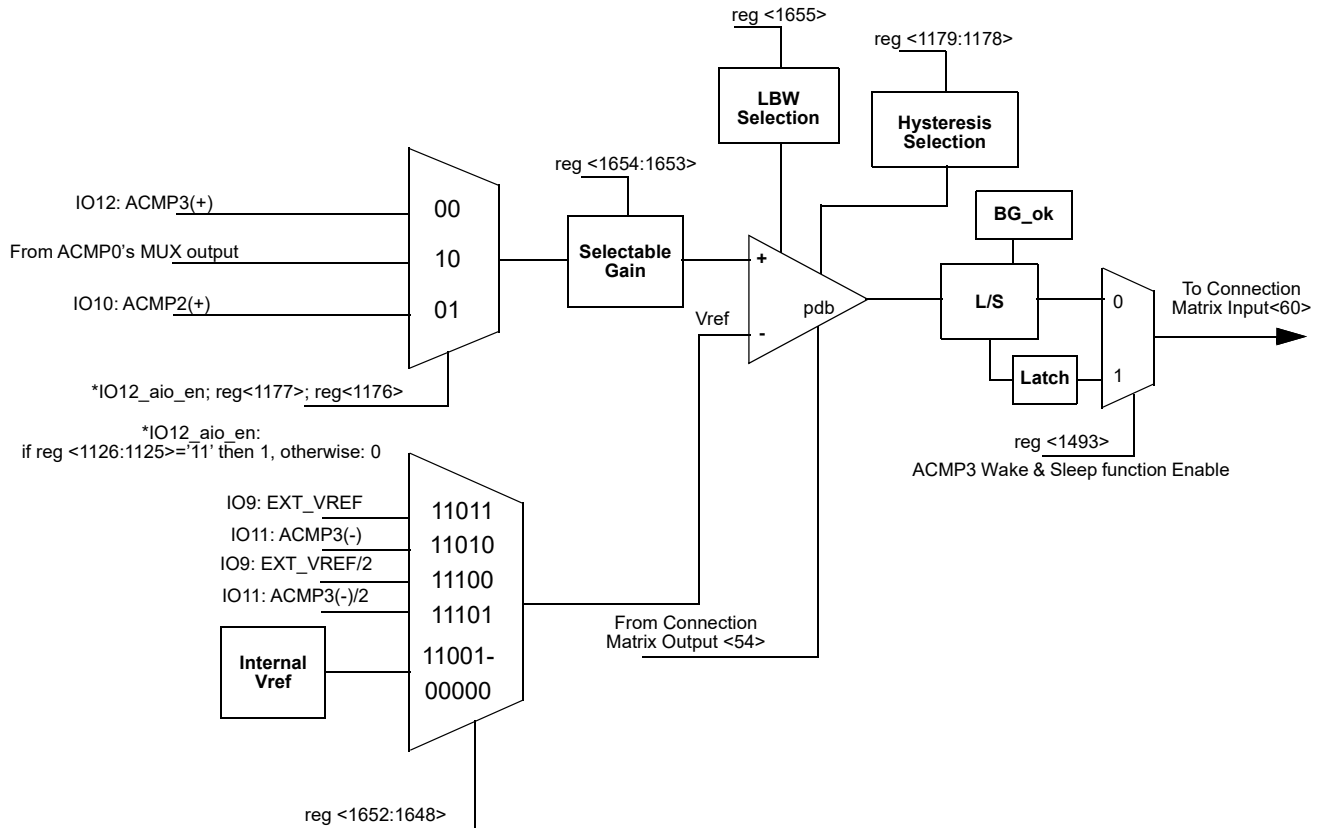 reg <1655>
reg <1179:1178>
LBW
Selection
Hysteresis
Selection
reg <1654:1653>
IO12: ACMP3(+)
00
BG_ok
From ACMP0's MUX output
10
Selectable
Gain
+
L/S
To Connection
Matrix Input<60>
0
IO10: ACMP2(+)
01
pdb
Vref
-
Latch
1
*IO12_aio_en; reg<1177>; reg<1176>
*IO12_aio_en:
if reg <1126:1125>='11' then 1, otherwise: 0
reg <1493>
ACMP3 Wake & Sleep function Enable
IO9: EXT_VREF
11011
IO11: ACMP3(-)
11010
IO9: EXT_VREF/2
11100
IO11: ACMP3(-)/2
11101
From Connection
Matrix Output <54>
Internal
Vref
11001-
00000
reg <1652:1648>